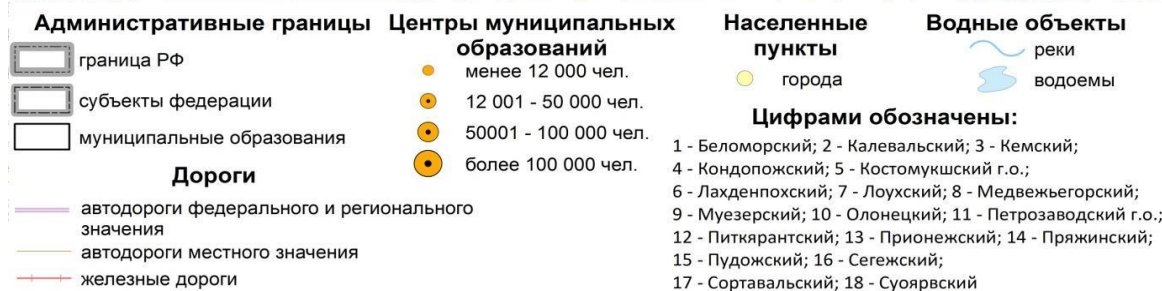 Административные границы
граница РФ
субъекты федерации
муниципальные образования
Дороги
автодороги федерального и регионального
значения
автодороги местного значения
железные дороги
Центры муниципальных
образований
менее 12 000 чел.
12 001 - 50 000 чел.
50001 - 100 000 чел.
более 100 000 чел.
Населенные
пункты
города
Водные объекты
реки
водоемы
Цифрами обозначены:
1 - Беломорский; 2 - Калевальский; 3 - Кемский;
4 - Кондопожский; 5 - Костомукшский г.о.;
6 - Лахденпохский; 7 - Лоухский; 8 - Медвежьегорский;
9 - Муезерский; 10 - Олонецкий; 11 - Петрозаводский г.о.;
12 - Питкярантский; 13 - Прионежский; 14 - Пряжинский;
15 - Пудожский; 16 - Сегежский;
17 - Сортавальский; 18 - Суоярвский